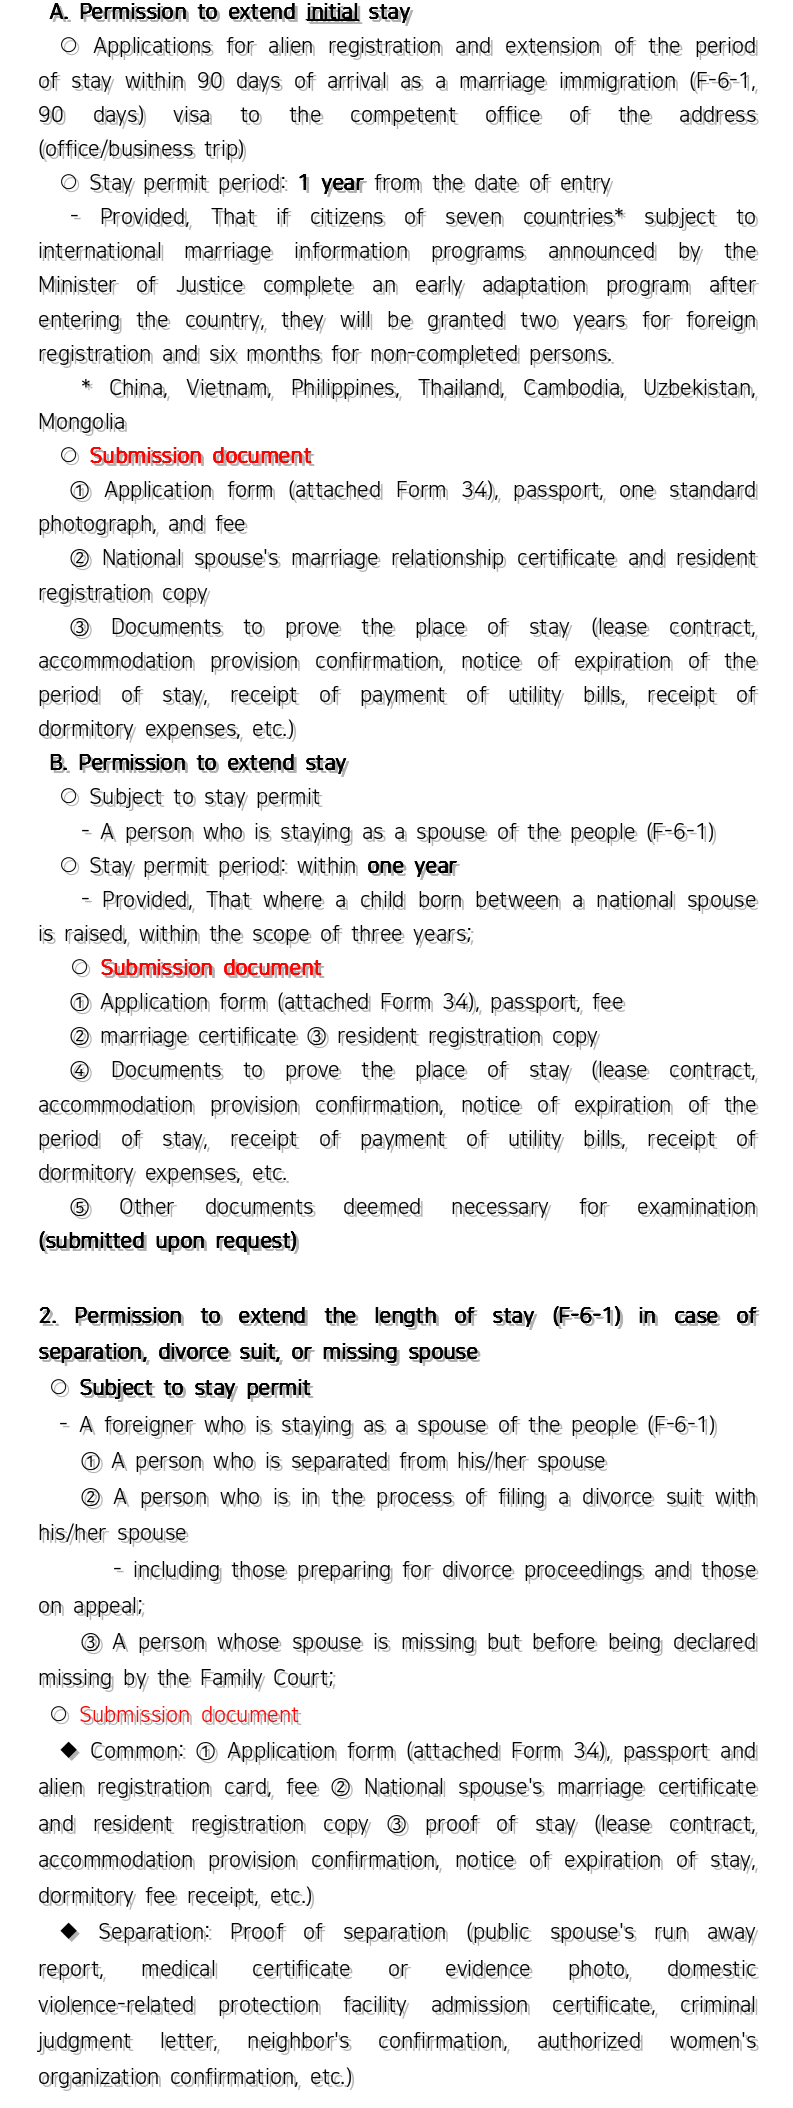 A. Permission to extend initial stay
○ Applications for alien registration and extension of the period
of stay within 90 days of arrival as a marriage immigration (F-6-1,
90 days) visa to the competent office of the address
(office/business trip)
○ Stay permit period: 1 year from the date of entry
- Provided, That if citizens of seven countries* subject to
international marriage information programs announced by the
Minister of Justice complete an early adaptation program after
entering the country, they will be granted two years for foreign
registration and six months for non-completed persons.
* China, Vietnam, Philippines, Thailand, Cambodia, Uzbekistan,
Mongolia
○ Submission document
① Application form (attached Form 34), passport, one standard
photograph, and fee
② National spouse's marriage relationship certificate and resident
registration copy
③ Documents to prove the place of stay (lease contract,
accommodation provision confirmation, notice of expiration of the
period of stay, receipt of payment of utility bills, receipt of
dormitory expenses, etc.)
B. Permission to extend stay
○ Subject to stay permit
- A person who is staying as a spouse of the people (F-6-1)
○ Stay permit period: within one year
- Provided, That where a child born between a national spouse
is raised, within the scope of three years;
○ Submission document
① Application form (attached Form 34), passport, fee
② marriage certificate ③ resident registration copy
④ Documents to prove the place of stay (lease contract,
accommodation provision confirmation, notice of expiration of the
period of stay, receipt of payment of utility bills, receipt of
dormitory expenses, etc.
⑤ Other documents deemed necessary for examination
(submitted upon request)
2. Permission to extend the length of stay (F-6-1) in case of
separation, divorce suit, or missing spouse
○ Subject to stay permit
- A foreigner who is staying as a spouse of the people (F-6-1)
① A person who is separated from his/her spouse
② A person who is in the process of filing a divorce suit with
his/her spouse
- including those preparing for divorce proceedings and those
on appeal;
③ A person whose spouse is missing but before being declared
missing by the Family Court;
○ Submission document
◆ Common: ① Application form (attached Form 34), passport and
alien registration card, fee ② National spouse's marriage certificate
and resident registration copy ③ proof of stay (lease contract,
accommodation provision confirmation, notice of expiration of stay,
dormitory fee receipt, etc.)
◆ Separation: Proof of separation (public spouse's run away
report, medical certificate or evidence photo, domestic
violence-related protection facility admission certificate, criminal
judgment letter, neighbor's confirmation, authorized women's
organization confirmation, etc.)